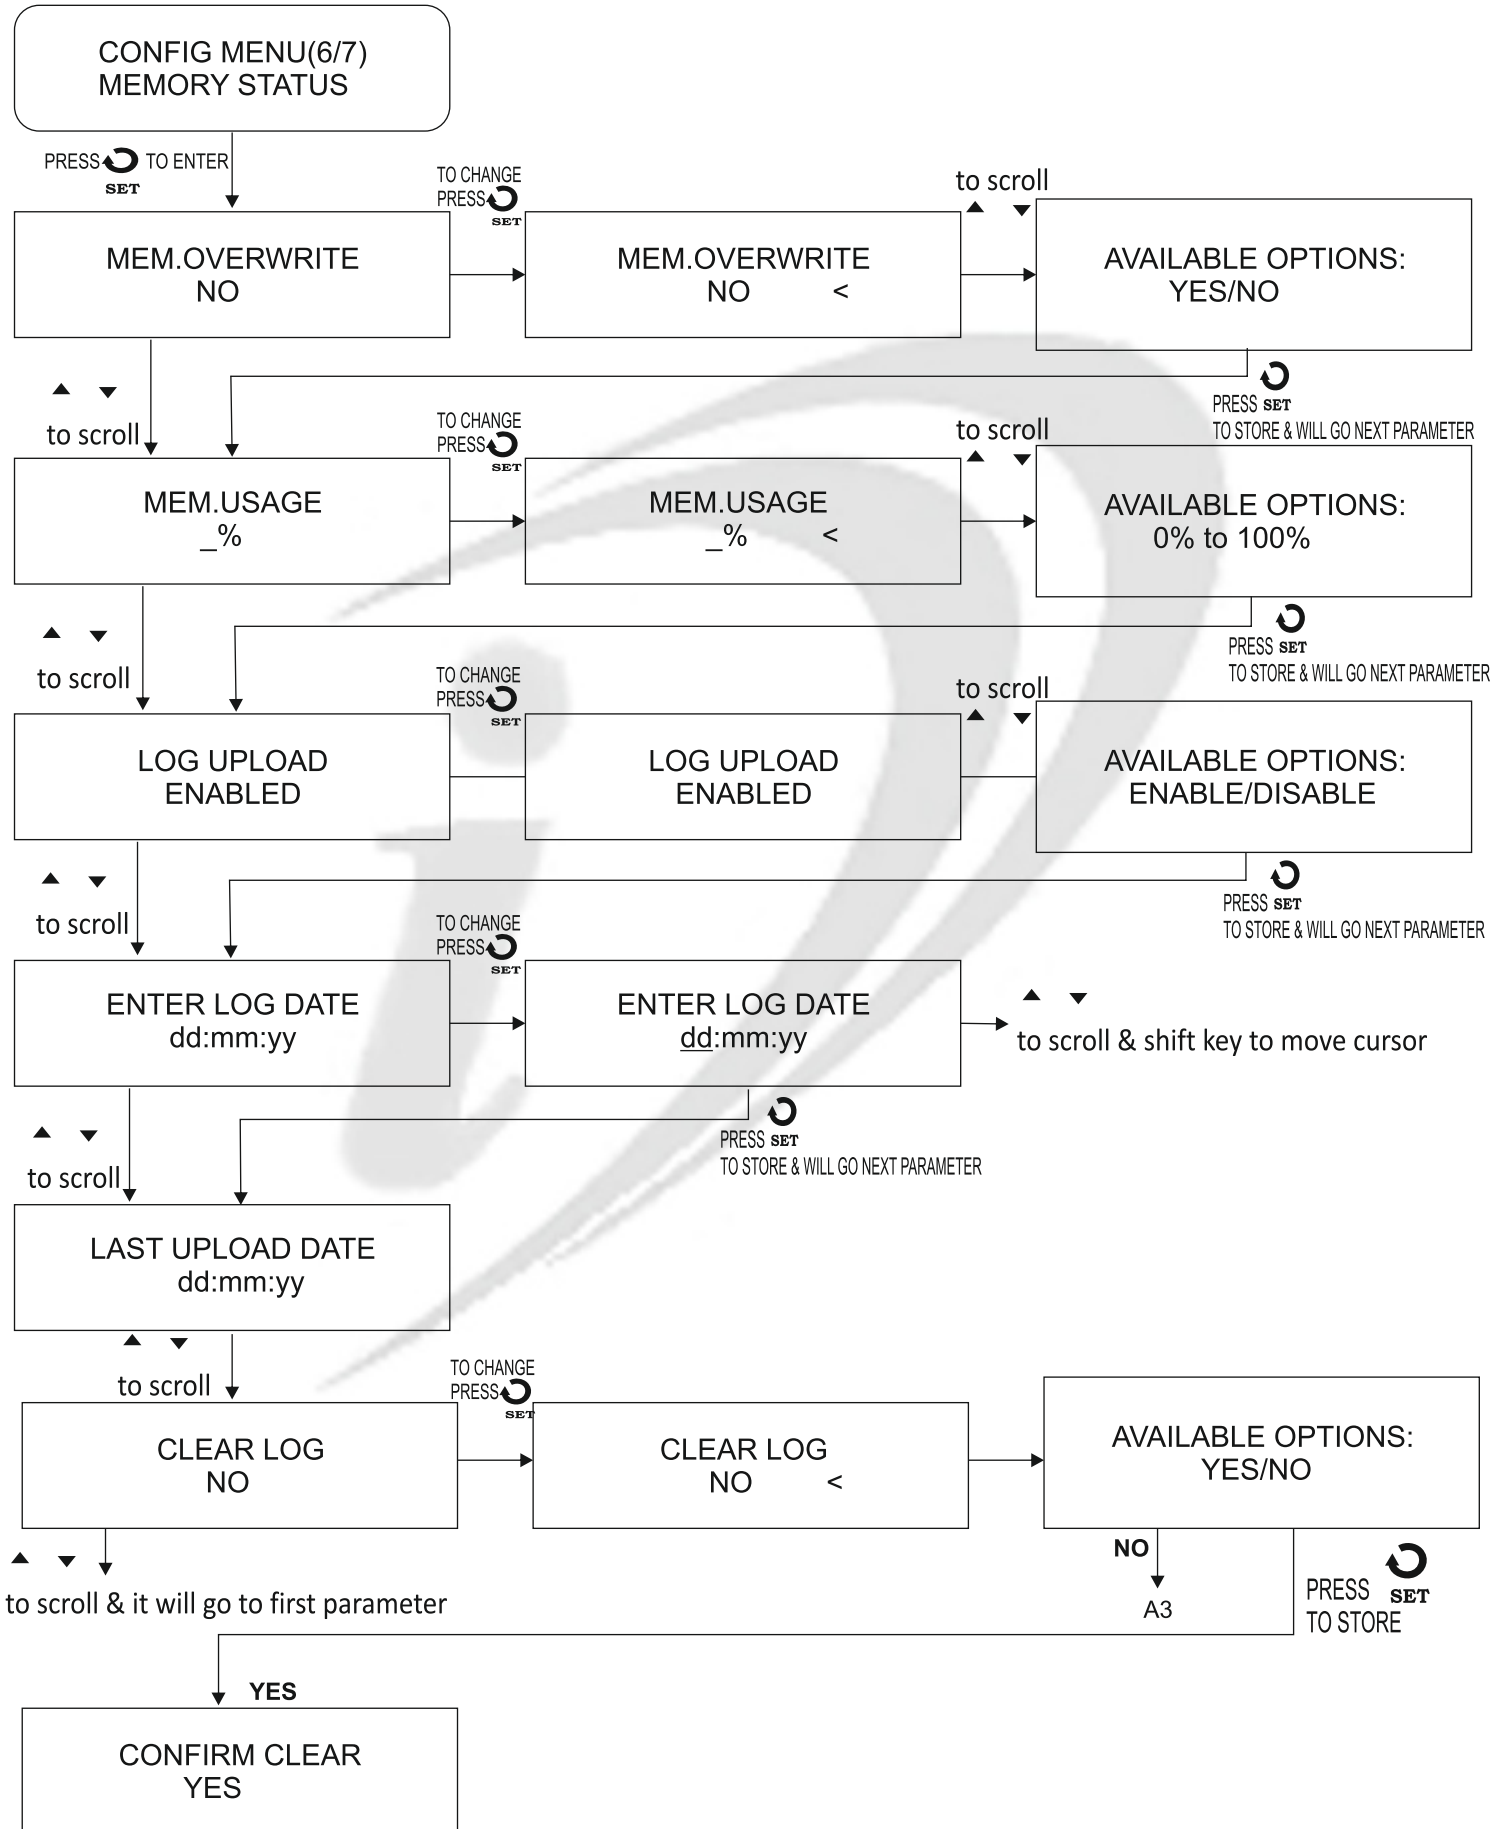 CONFIG MENU(6/7)
MEMORY STATUS
PRESS SET TO ENTER
TO CHANGE
PRESS
SET
to scroll
MEM.OVERWRITE
NO
MEM.OVERWRITE
NO <
AVAILABLE OPTIONS:
YES/NO
to scroll
PRESS SET
TO STORE & WILL GO NEXT PARAMETER
TO CHANGE
PRESS
SET
to scroll
MEM.USAGE
_%
MEM.USAGE
_% <
AVAILABLE OPTIONS:
0% to 100%
to scroll
PRESS SET
TO STORE & WILL GO NEXT PARAMETER
TO CHANGE
PRESS
SET
to scroll
LOG UPLOAD
ENABLED
LOG UPLOAD
ENABLED
AVAILABLE OPTIONS:
ENABLE/DISABLE
to scroll
PRESS SET
TO STORE & WILL GO NEXT PARAMETER
TO CHANGE
PRESS
SET
ENTER LOG DATE
dd:mm:yy
ENTER LOG DATE
dd:mm:yy
to scroll & shift key to move cursor
to scroll
PRESS SET
TO STORE & WILL GO NEXT PARAMETER
LAST UPLOAD DATE
dd:mm:yy
to scroll
TO CHANGE
PRESS
SET
CLEAR LOG
NO
CLEAR LOG
NO <
AVAILABLE OPTIONS:
YES/NO
to scroll & it will go to first parameter
NO
A3
PRESS SET
TO STORE
YES
CONFIRM CLEAR
YES